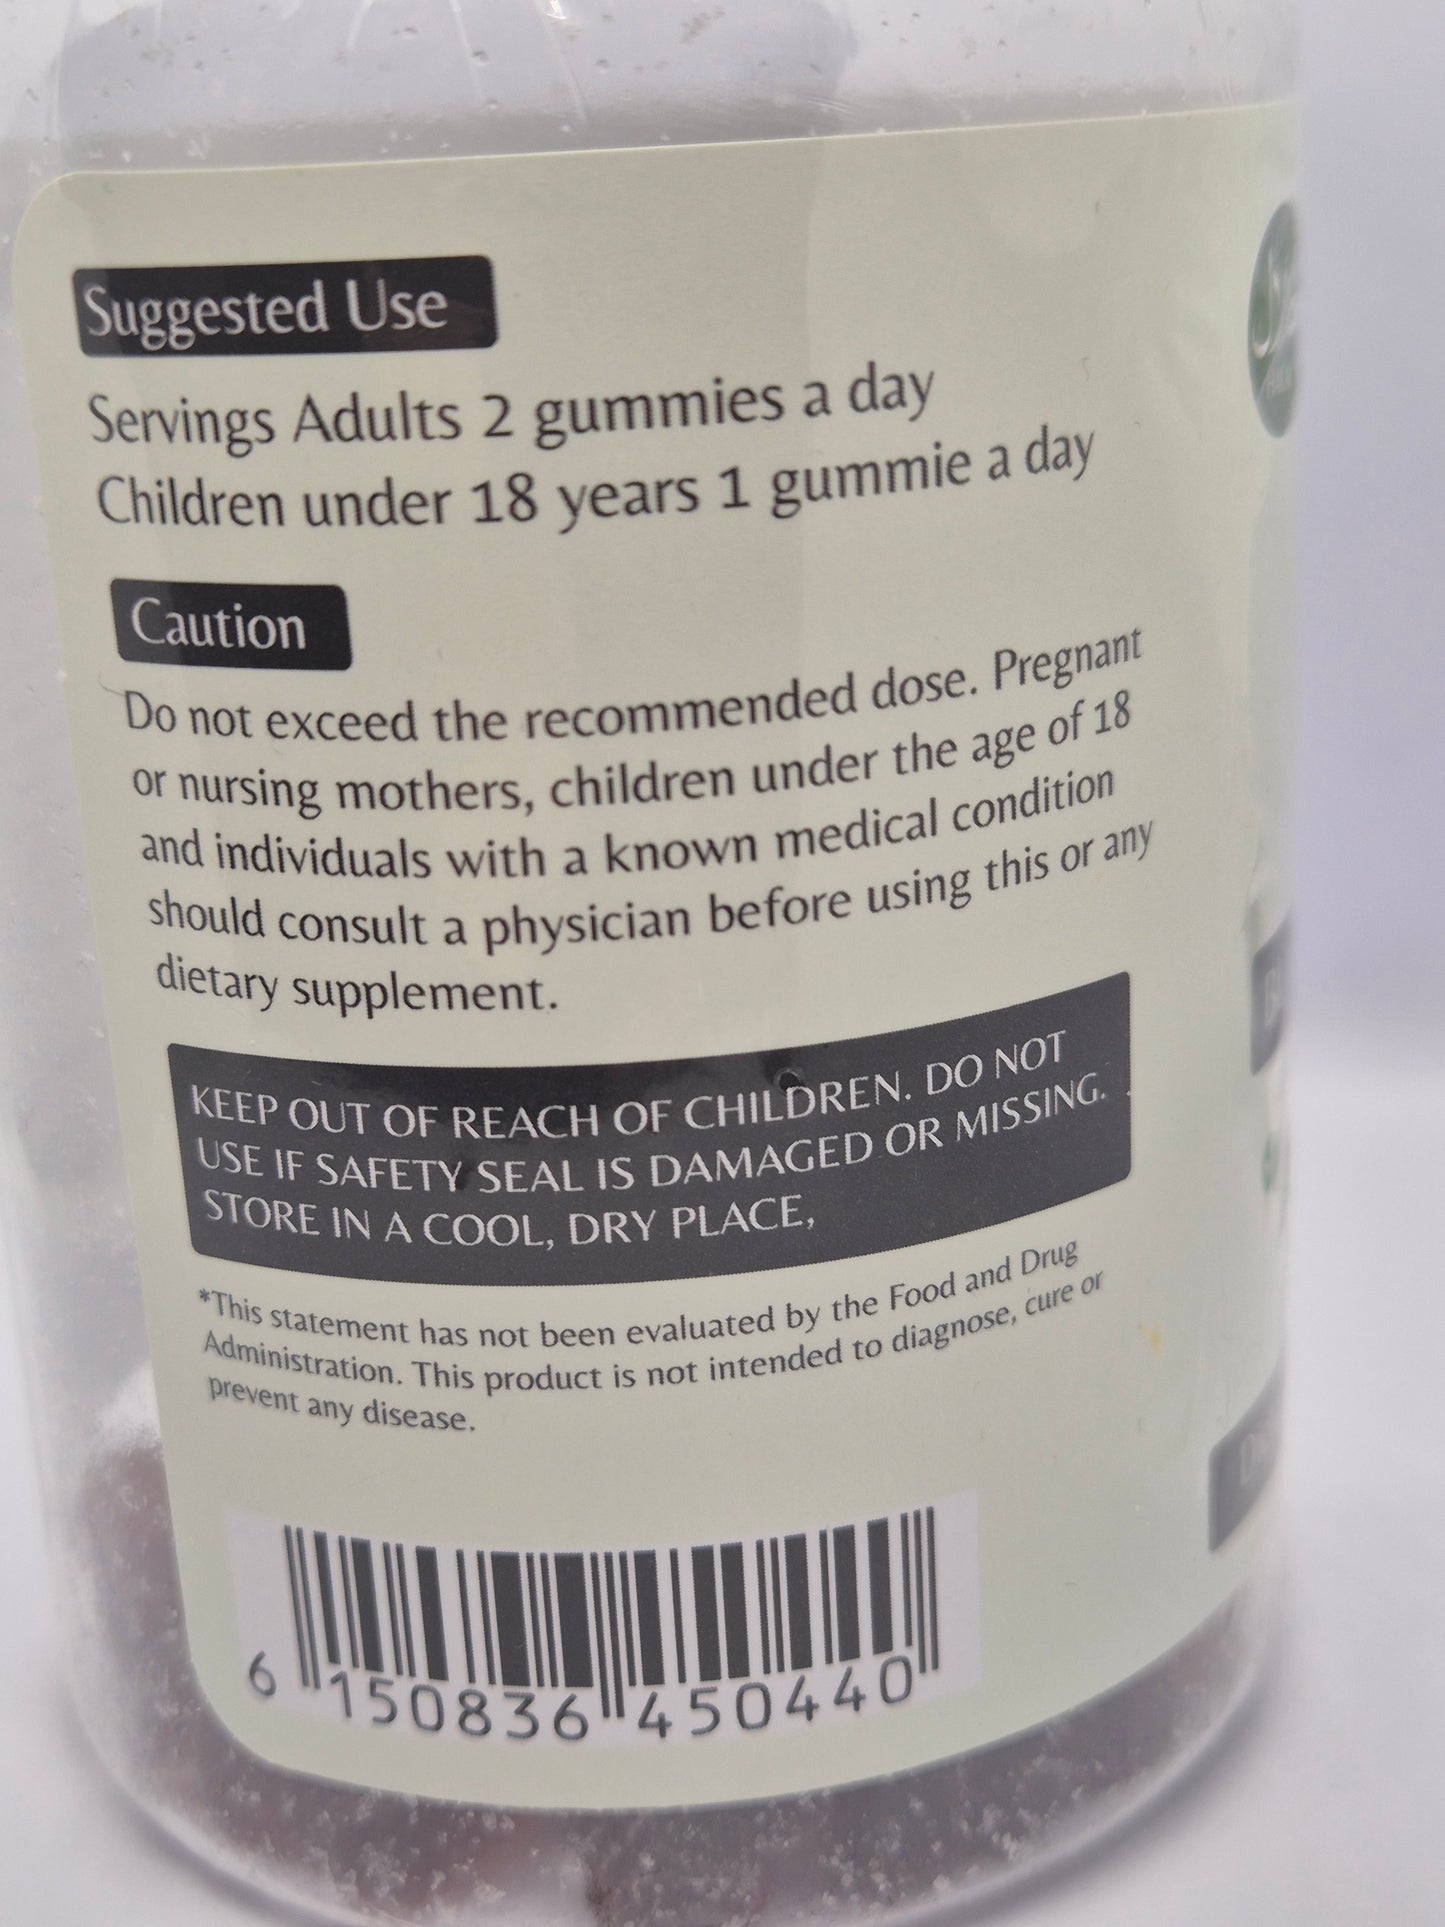 Suggested Use
Servings Adults 2 gummies a day
Children under 18 years 1 gummie a day
Caution
Do not exceed the recommended dose. Pregnant
or nursing mothers, children under the age of 18
and individuals with a known medical condition
should consult a physician before using this or any
dietary supplement.
KEEP OUT OF REACH OF CHILDREN. DO NOT
USE IF SAFETY SEAL IS DAMAGED OR MISSING.
STORE IN A COOL, DRY PLACE,
*This statement has not been evaluated by the Food and Drug
Administration. This product is not intended to diagnose, cure or
prevent any disease.
6 150836 450440